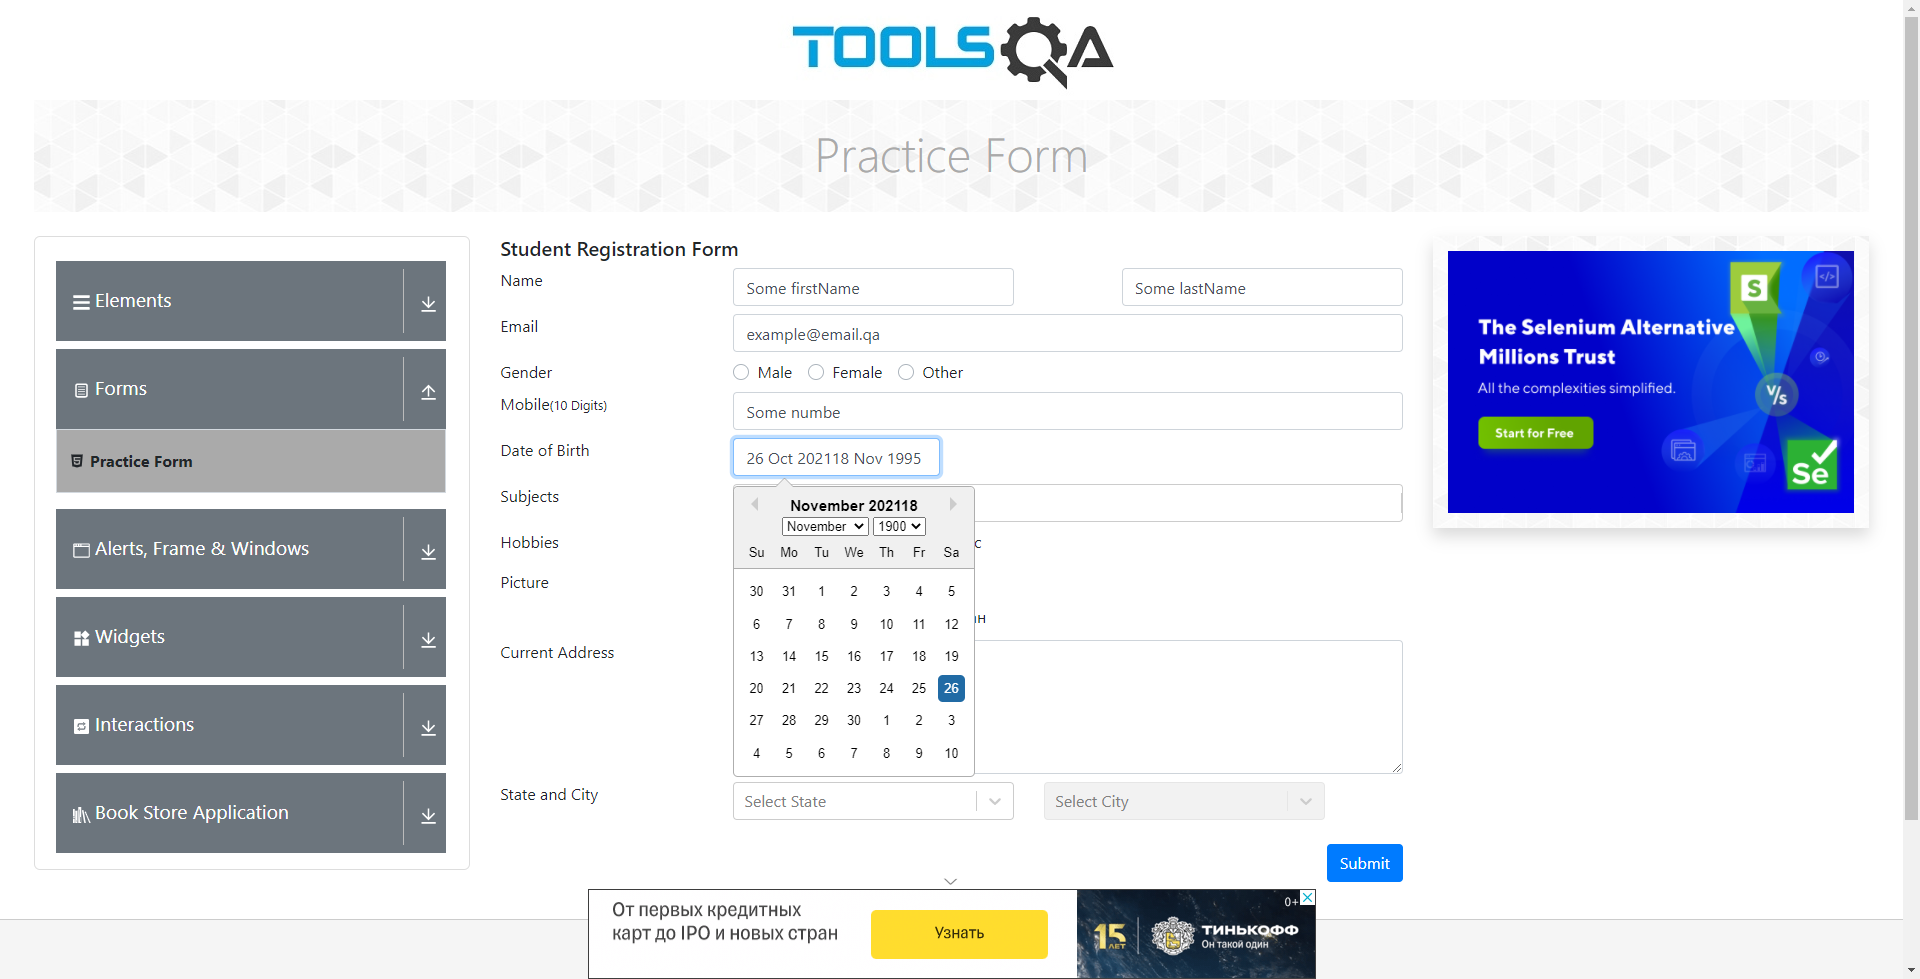 TOOLSQA
Practice Form
Elements
Forms
Practice Form
Alerts, Frame & Windows
Widgets
Interactions
Book Store Application
Student Registration Form
Name
Some firstName
Some lastName
Email
example@email.qa
Gender
Male
Female
Other
Mobile(10 Digits)
Some numbe
Date of Birth
26 Oct 202118 Nov 1995
November 202118
November
1900
Su Mo Tu We Th Fr Sa
30 31 1 2 3 4 5
6 7 8 9 10 11 12
13 14 15 16 17 18 19
20 21 22 23 24 25 26
27 28 29 30 1 2 3
4 5 6 7 8 9 10
Subjects
Hobbies
c
Picture
н
Current Address
State and City
Select State
Select City
Submit
S
</>
The Selenium Alternative
Millions Trust
All the complexities simplified.
V/s
Start for Free
Se
От первых кредитных
карт до IPO и новых стран
Узнать
15
ЛЕТ
ТИНЬКОФФ
Он такой один
0+